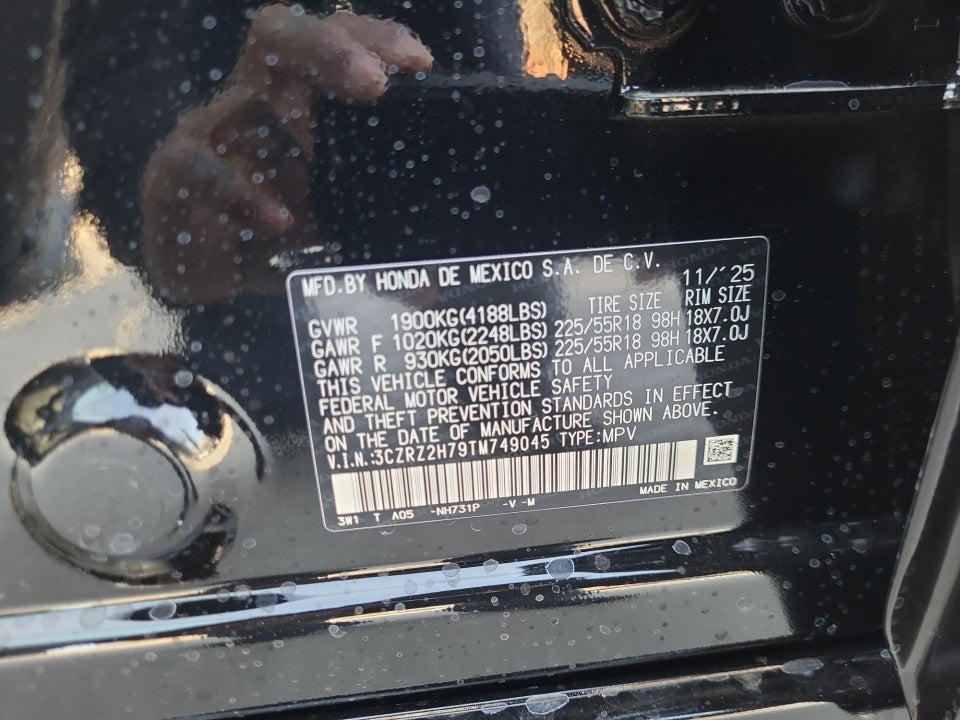 MFD.BY HONDA DE MEXICO S.A. DE C.V. 11/'25
TIRE SIZE RIM SIZE
GVWR 1900KG(4188LBS)
GAWR F 1020KG(2248LBS) 225/55R18 98H 18X7.0J
GAWR R 930KG(2050LBS) 225/55R18 98H 18X7.0J
THIS VEHICLE CONFORMS TO ALL APPLICABLE
FEDERAL MOTOR VEHICLE SAFETY
AND THEFT PREVENTION STANDARDS IN EFFECT
ON THE DATE OF MANUFACTURE SHOWN ABOVE.
V.I.N.:3CZRZ2H79TM749045 TYPE:MPV
MADE IN MEXICO
3W1 T A05 -NH731P -V -M